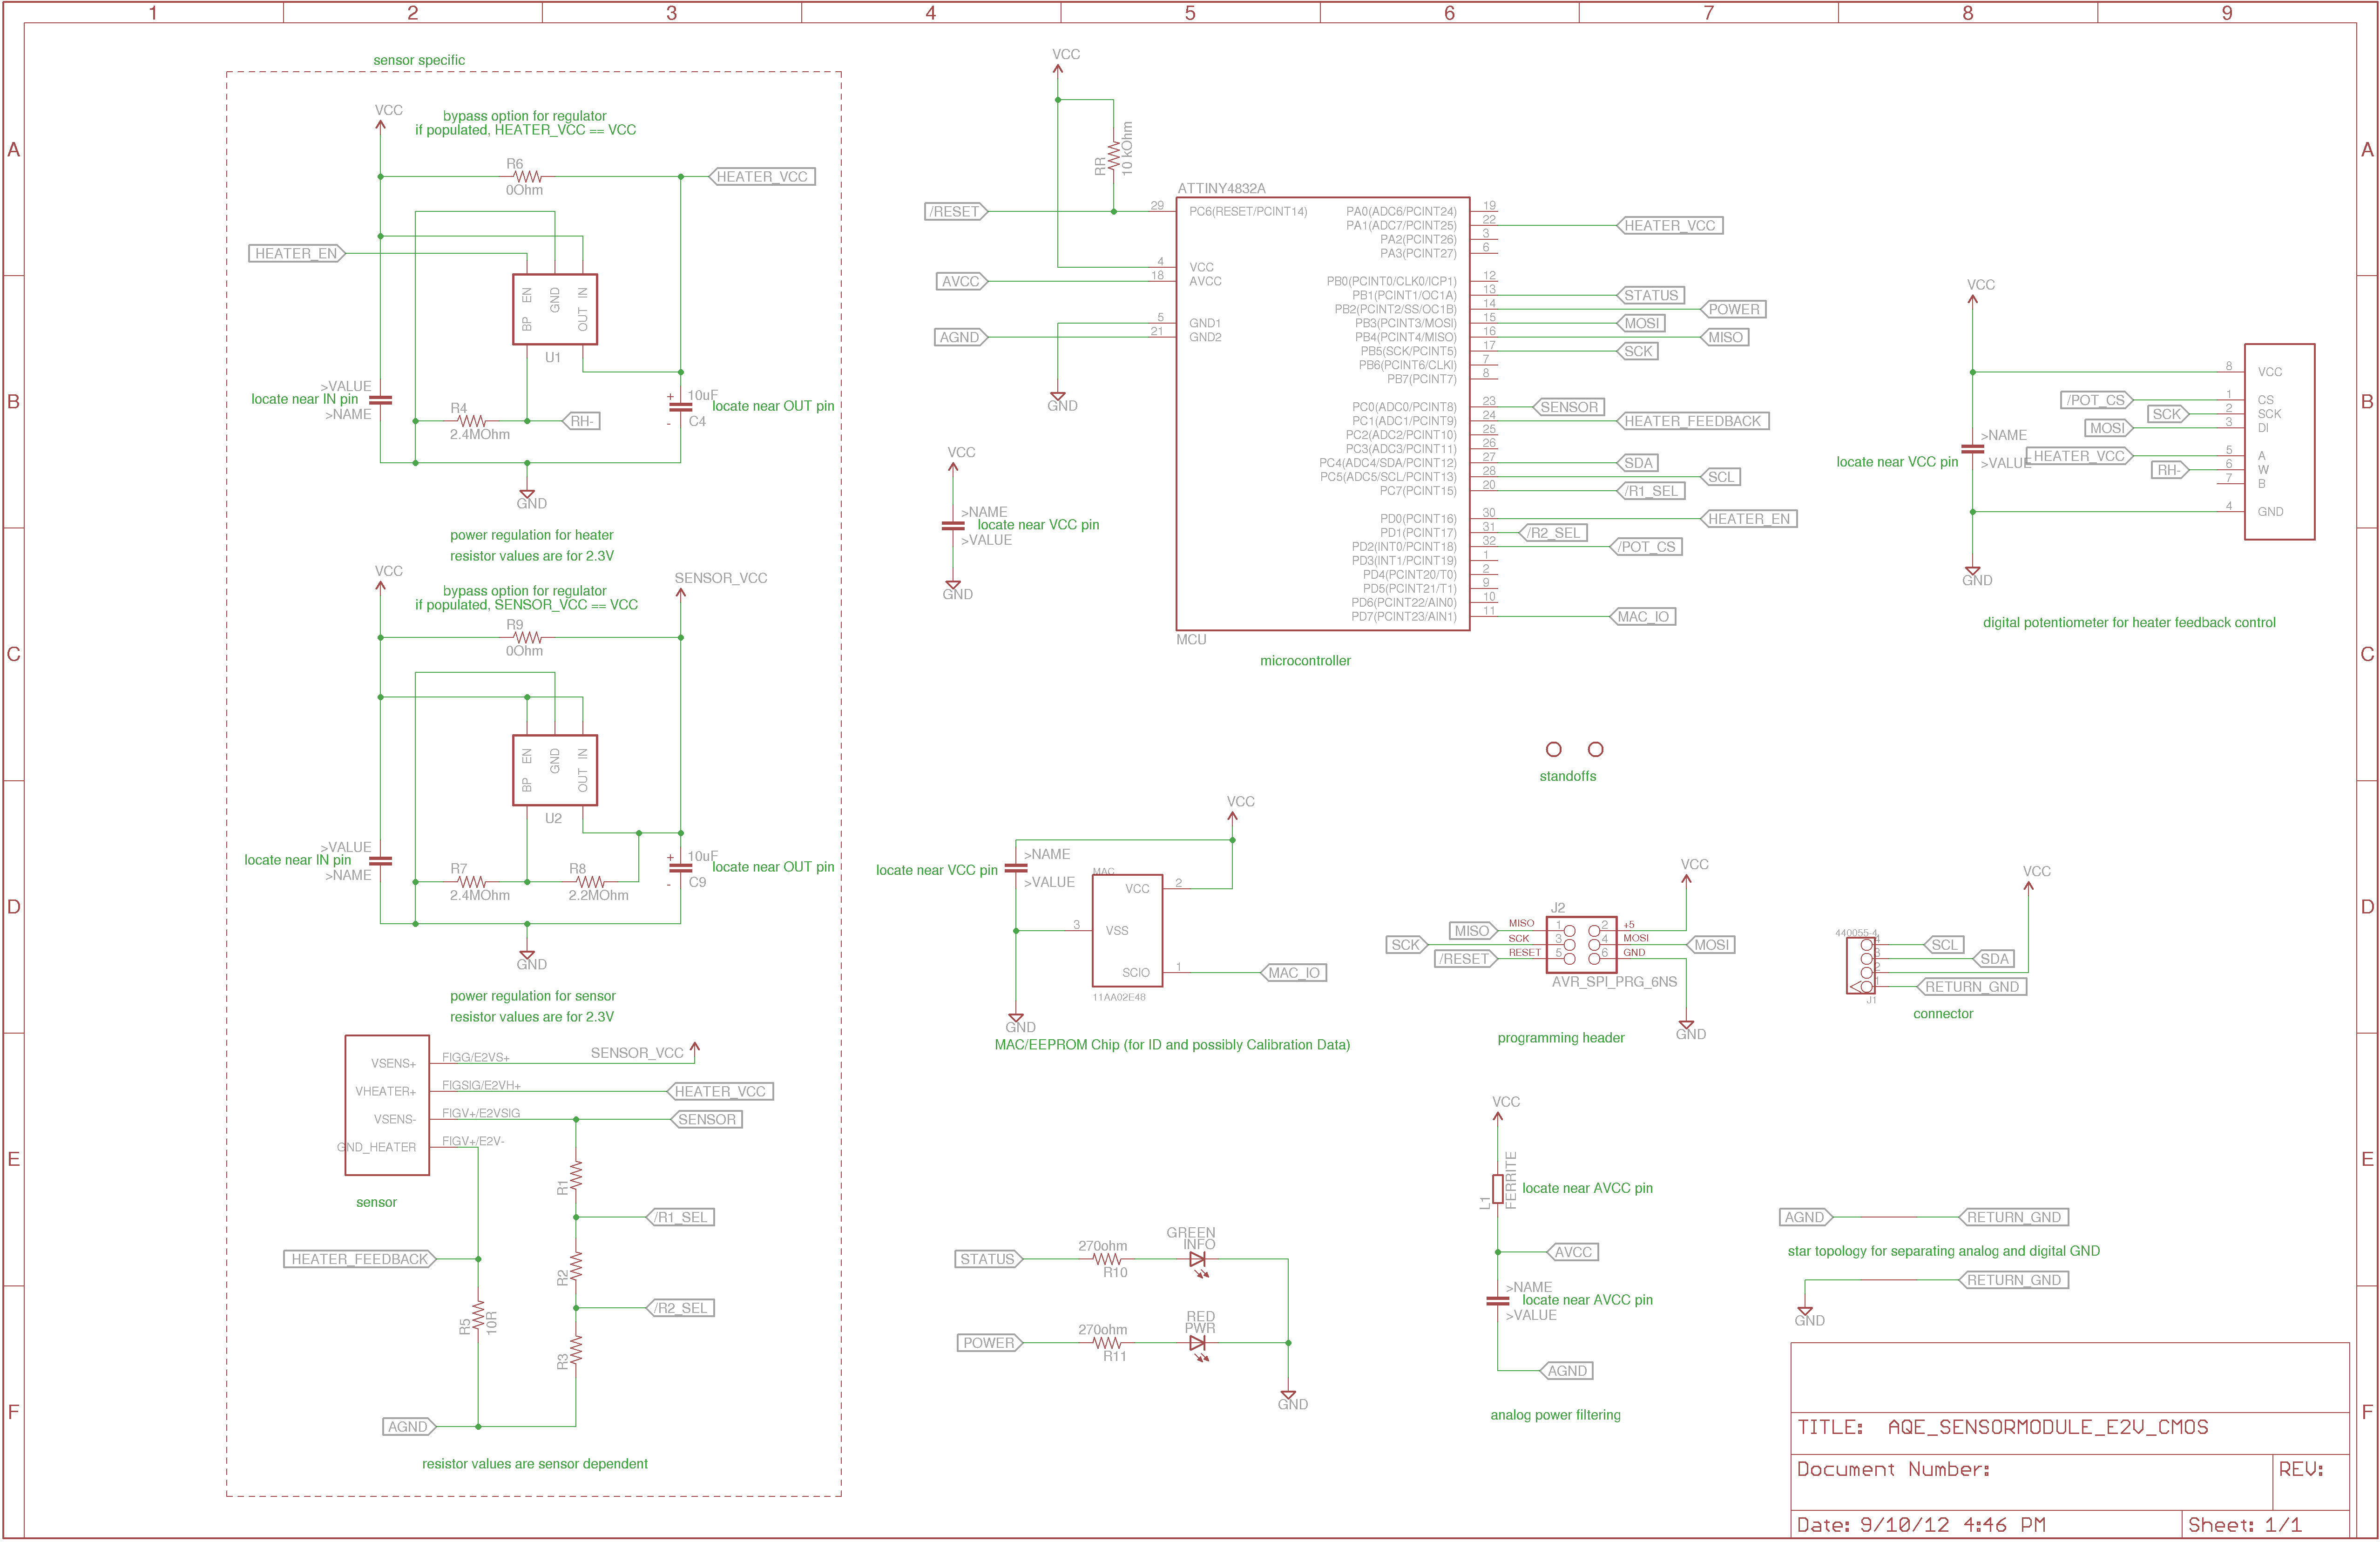 1 2 3 4 5 6 7 8 9
A
B
C
D
E
F
sensor specific
VCC
bypass option for regulator
if populated, HEATER_VCC == VCC
R6
0Ohm
HEATER_VCC
HEATER_EN
EN
GND
IN
BP
OUT
U1
>VALUE
locate near IN pin
>NAME
R4
2.4MOhm
RH-
+
10uF
locate near OUT pin
-
C4
GND
power regulation for heater
resistor values are for 2.3V
VCC
SENSOR_VCC
bypass option for regulator
if populated, SENSOR_VCC == VCC
R9
0Ohm
EN
GND
IN
BP
OUT
U2
>VALUE
locate near IN pin
>NAME
R7
2.4MOhm
R8
2.2MOhm
+
10uF
locate near OUT pin
-
C9
GND
power regulation for sensor
resistor values are for 2.3V
VSENS+
FIGG/E2VS+
SENSOR_VCC
VHEATER+
FIGSIG/E2VH+
HEATER_VCC
VSENS-
FIGV+/E2VSIG
SENSOR
GND_HEATER
FIGV+/E2V-
sensor
R1
/R1_SEL
HEATER_FEEDBACK
R2
/R2_SEL
R5
10R
R3
AGND
resistor values are sensor dependent
VCC
RR
10 kOhm
ATTINY4832A
/RESET
29 PC6(RESET/PCINT14)
4 VCC
AVCC
18 AVCC
5 GND1
AGND
21 GND2
GND
PA0(ADC6/PCINT24) 19
PA1(ADC7/PCINT25) 22 HEATER_VCC
PA2(PCINT26) 3
PA3(PCINT27) 6
PB0(PCINT0/CLK0/ICP1) 12
PB1(PCINT1/OC1A) 13 STATUS
PB2(PCINT2/SS/OC1B) 14 POWER
PB3(PCINT3/MOSI) 15 MOSI
PB4(PCINT4/MISO) 16 MISO
PB5(SCK/PCINT5) 17 SCK
PB6(PCINT6/CLKI) 7
PB7(PCINT7) 8
PC0(ADC0/PCINT8) 23 SENSOR
PC1(ADC1/PCINT9) 24 HEATER_FEEDBACK
PC2(ADC2/PCINT10) 25
PC3(ADC3/PCINT11) 26
PC4(ADC4/SDA/PCINT12) 27 SDA
PC5(ADC5/SCL/PCINT13) 28 SCL
PC7(PCINT15) 20 /R1_SEL
PD0(PCINT16) 30 HEATER_EN
PD1(PCINT17) 31 /R2_SEL
PD2(INT0/PCINT18) 32 /POT_CS
PD3(INT1/PCINT19) 1
PD4(PCINT20/T0) 2
PD5(PCINT21/T1) 9
PD6(PCINT22/AIN0) 10
PD7(PCINT23/AIN1) 11 MAC_IO
MCU
microcontroller
VCC
>NAME
locate near VCC pin
>VALUE
GND
VCC
8 VCC
/POT_CS 1 CS
SCK 2 SCK
MOSI 3 DI
>NAME
locate near VCC pin
>VALUE
HEATER_VCC 5 A
RH- 6 W
7 B
4 GND
GND
digital potentiometer for heater feedback control
standoffs
VCC
>NAME
locate near VCC pin
>VALUE
MAC
VCC 2
3 VSS
SCIO 1 MAC_IO
11AA02E48
GND
MAC/EEPROM Chip (for ID and possibly Calibration Data)
VCC
J2
MISO MISO 1 2 +5
SCK SCK 3 4 MOSI MOSI
/RESET RESET 5 6 GND
AVR_SPI_PRG_6NS
GND
programming header
VCC
440055-4
4 SCL
3 SDA
2
1 RETURN_GND
J1
connector
STATUS
270ohm
R10
GREEN
INFO
POWER
270ohm
R11
RED
PWR
GND
VCC
L1
FERRITE
locate near AVCC pin
AVCC
>NAME
locate near AVCC pin
>VALUE
AGND
analog power filtering
AGND RETURN_GND
star topology for separating analog and digital GND
RETURN_GND
GND
TITLE: AQE_SENSORMODULE_E2V_CMOS
Document Number:
REV:
Date: 9/10/12 4:46 PM
Sheet: 1/1
A
B
C
D
E
F